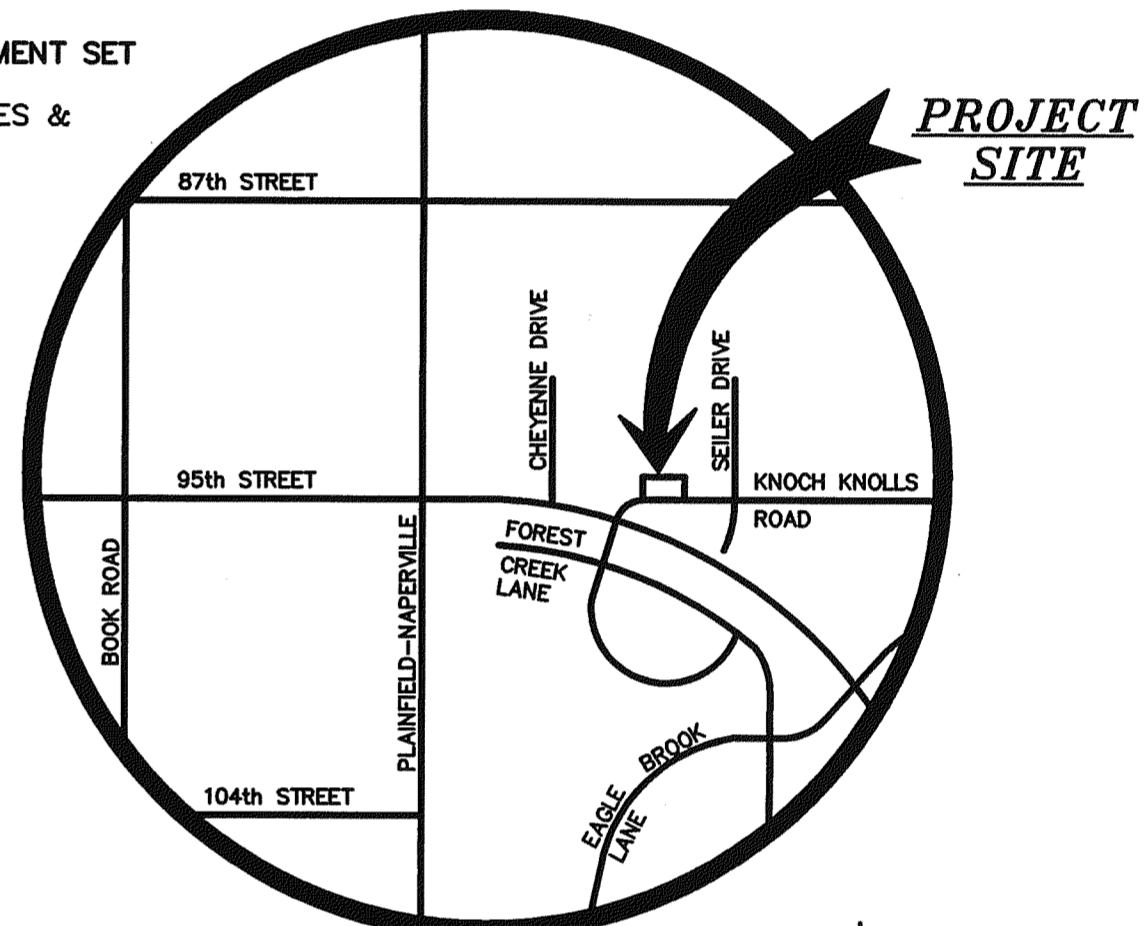 MENT SET
ES &
PROJECT
SITE
87th STREET
CHEYENNE DRIVE
SEILER DRIVE
95th STREET
KNOCH KNOLLS
ROAD
FOREST
CREEK
LANE
BOOK ROAD
PLAINFIELD-NAPERVILLE
BROOK
EAGLE
LANE
104th STREET